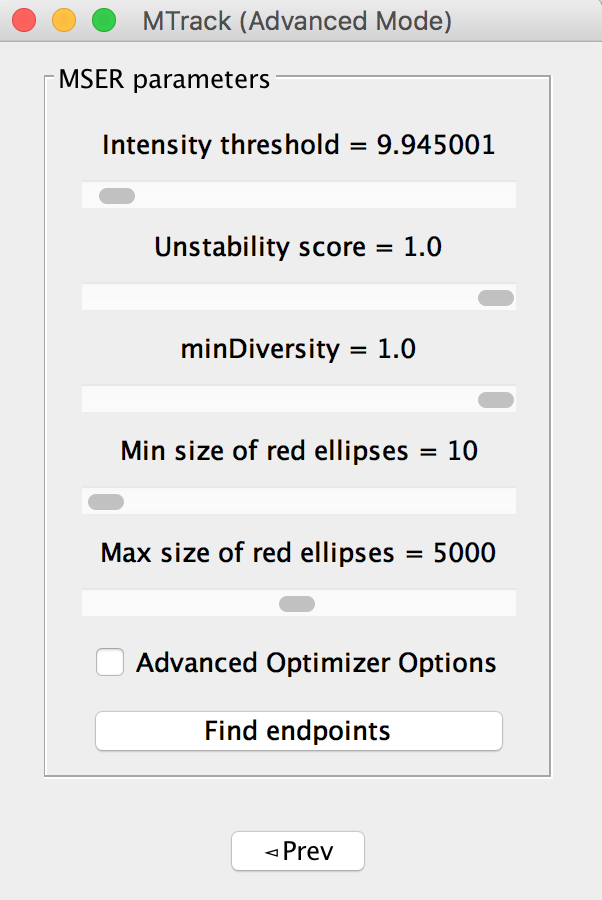 MTrack (Advanced Mode)
MSER parameters
Intensity threshold = 9.945001
Unstability score = 1.0
minDiversity = 1.0
Min size of red ellipses = 10
Max size of red ellipses = 5000
Advanced Optimizer Options
Find endpoints
◅ Prev